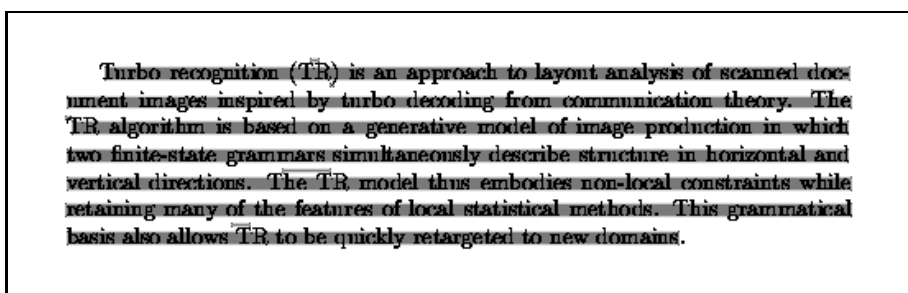 Turbo recognition (TR) is an approach to layout analysis of scanned doc-
ument images inspired by turbo decoding from communication theory. The
TR algorithm is based on a generative model of image production in which
two finite-state grammars simultaneously describe structure in horizontal and
vertical directions. The TR model thus embodies non-local constraints while
retaining many of the features of local statistical methods. This grammatical
basis also allows TR to be quickly retargeted to new domains.